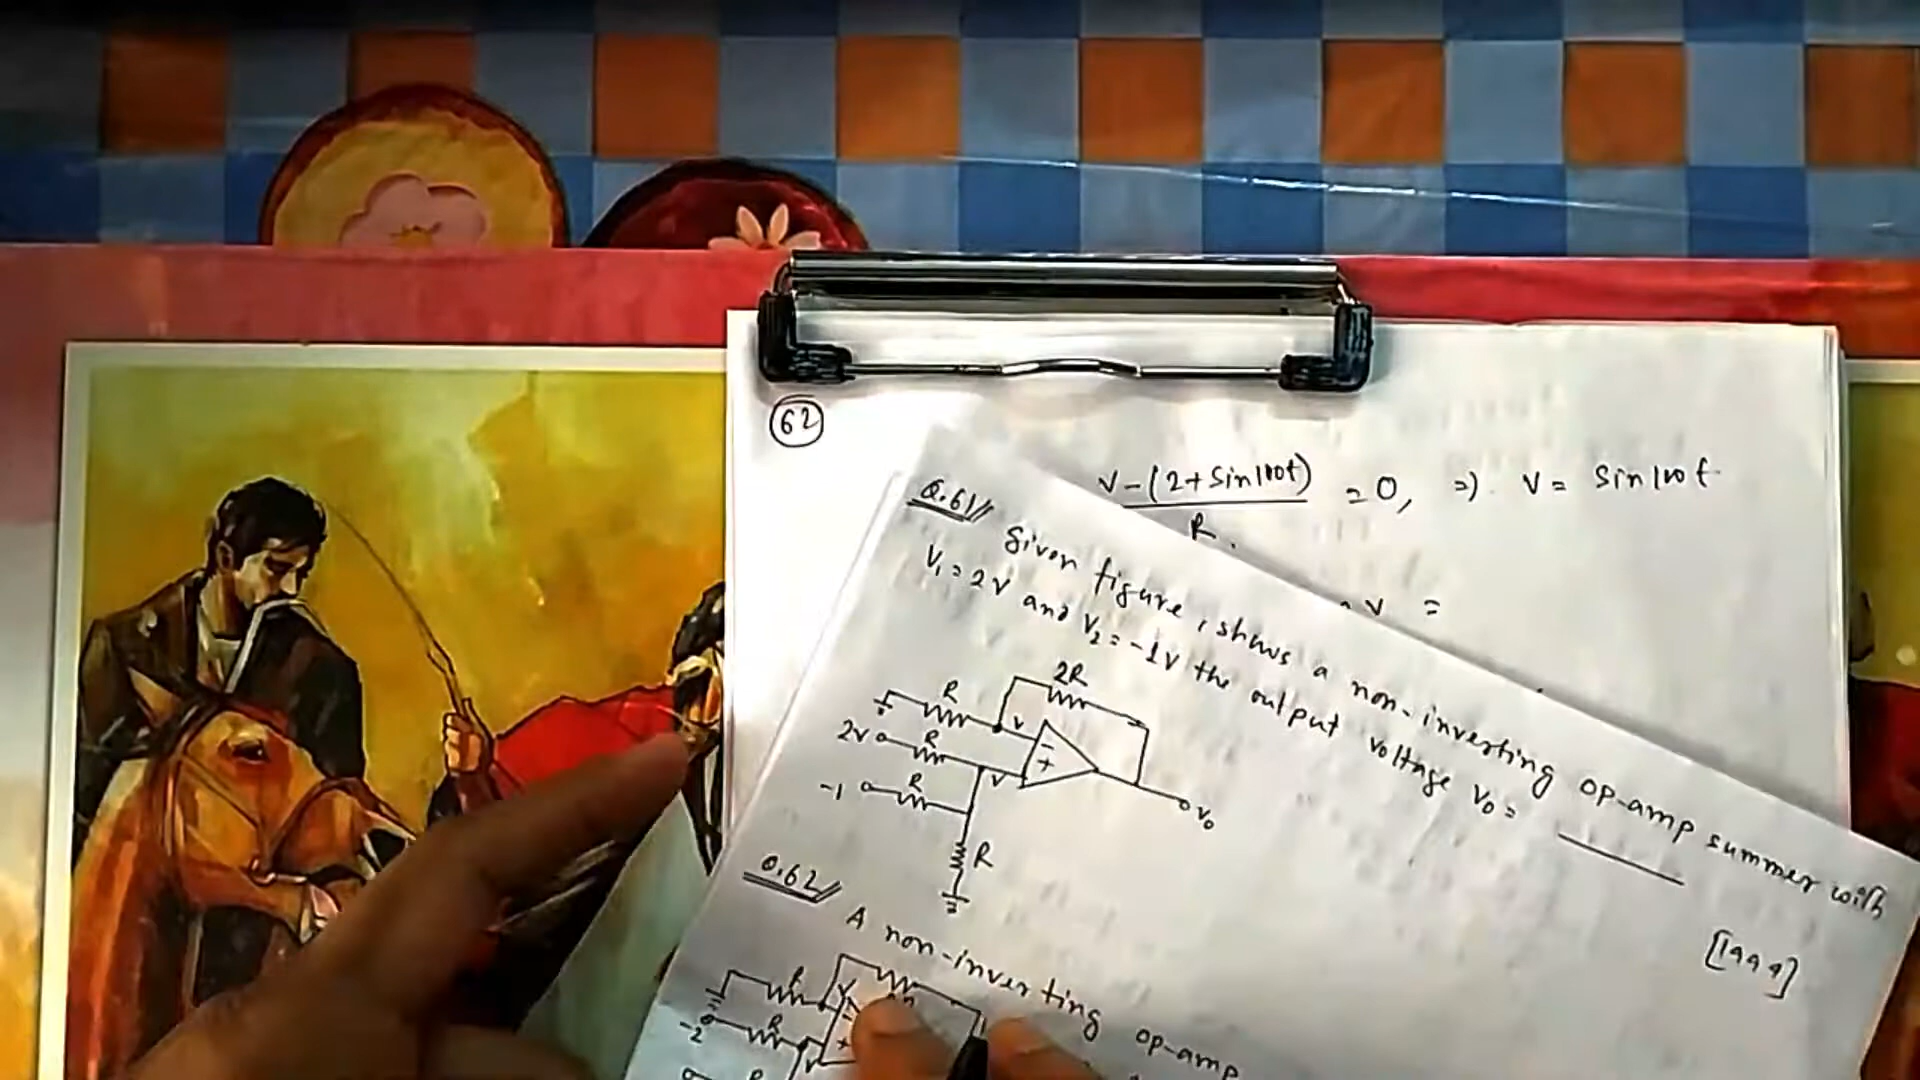 62
V-(2+Sin100t) = 0, => V = Sin100t
R.
V =
Q.61// Given figure, shows a non-inverting op-amp summer with
V₁ = 2V and V₂ = -1V the output voltage V₀ =
[1994]
2R
R
V
2V
R
-
+
V
-1
R
V₀
R
Q.62// A non-inverting op-amp
R
V
-
-2
R
+
V
R